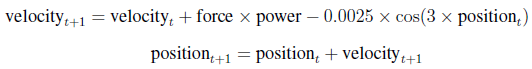 velocity_{t+1} = velocity_t + force × power − 0.0025 × cos(3 × position_t)
position_{t+1} = position_t + velocity_{t+1}